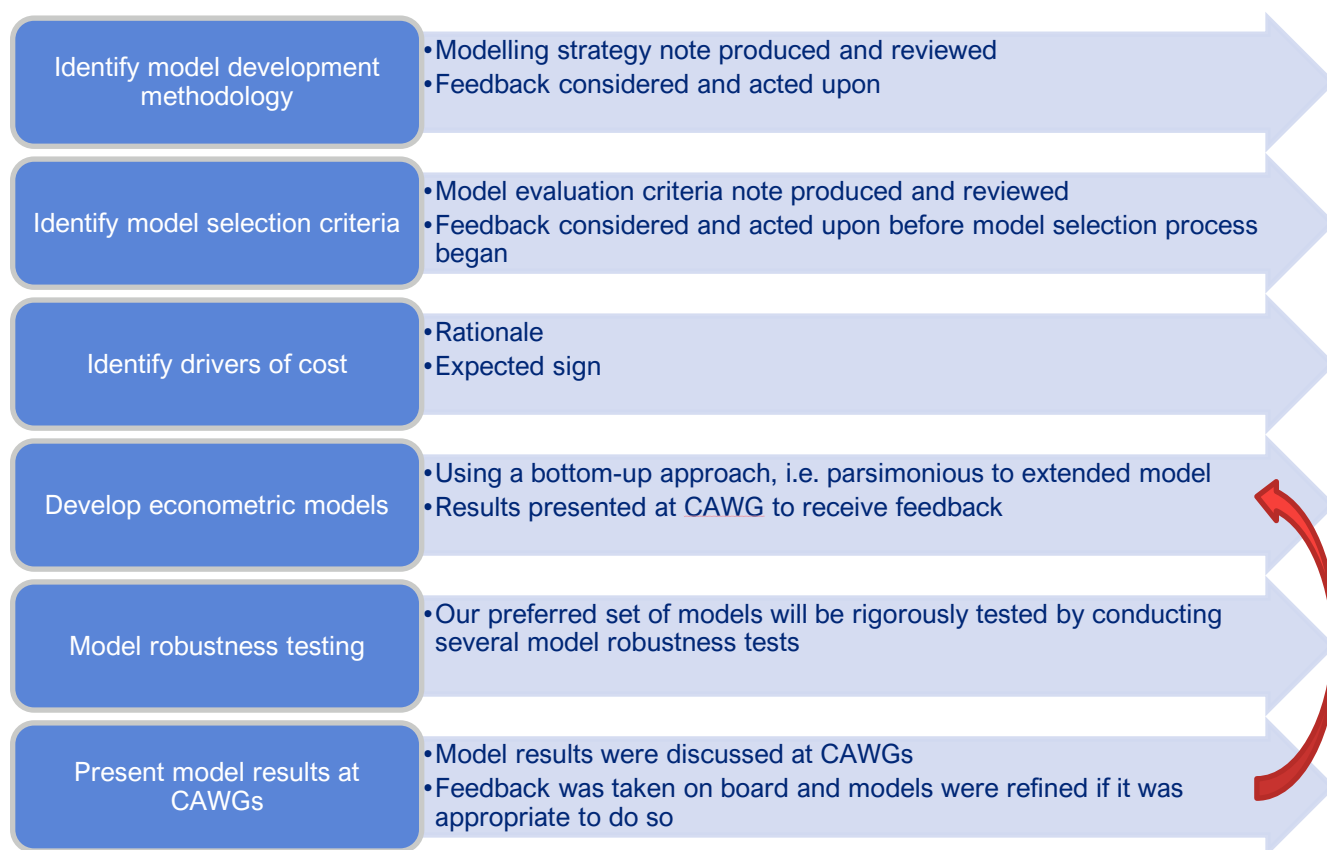 Identify model development
methodology
•Modelling strategy note produced and reviewed
•Feedback considered and acted upon
Identify model selection criteria
•Model evaluation criteria note produced and reviewed
•Feedback considered and acted upon before model selection process
began
Identify drivers of cost
•Rationale
•Expected sign
Develop econometric models
•Using a bottom-up approach, i.e. parsimonious to extended model
•Results presented at CAWG to receive feedback
Model robustness testing
•Our preferred set of models will be rigorously tested by conducting
several model robustness tests
Present model results at
CAWGs
•Model results were discussed at CAWGs
•Feedback was taken on board and models were refined if it was
appropriate to do so